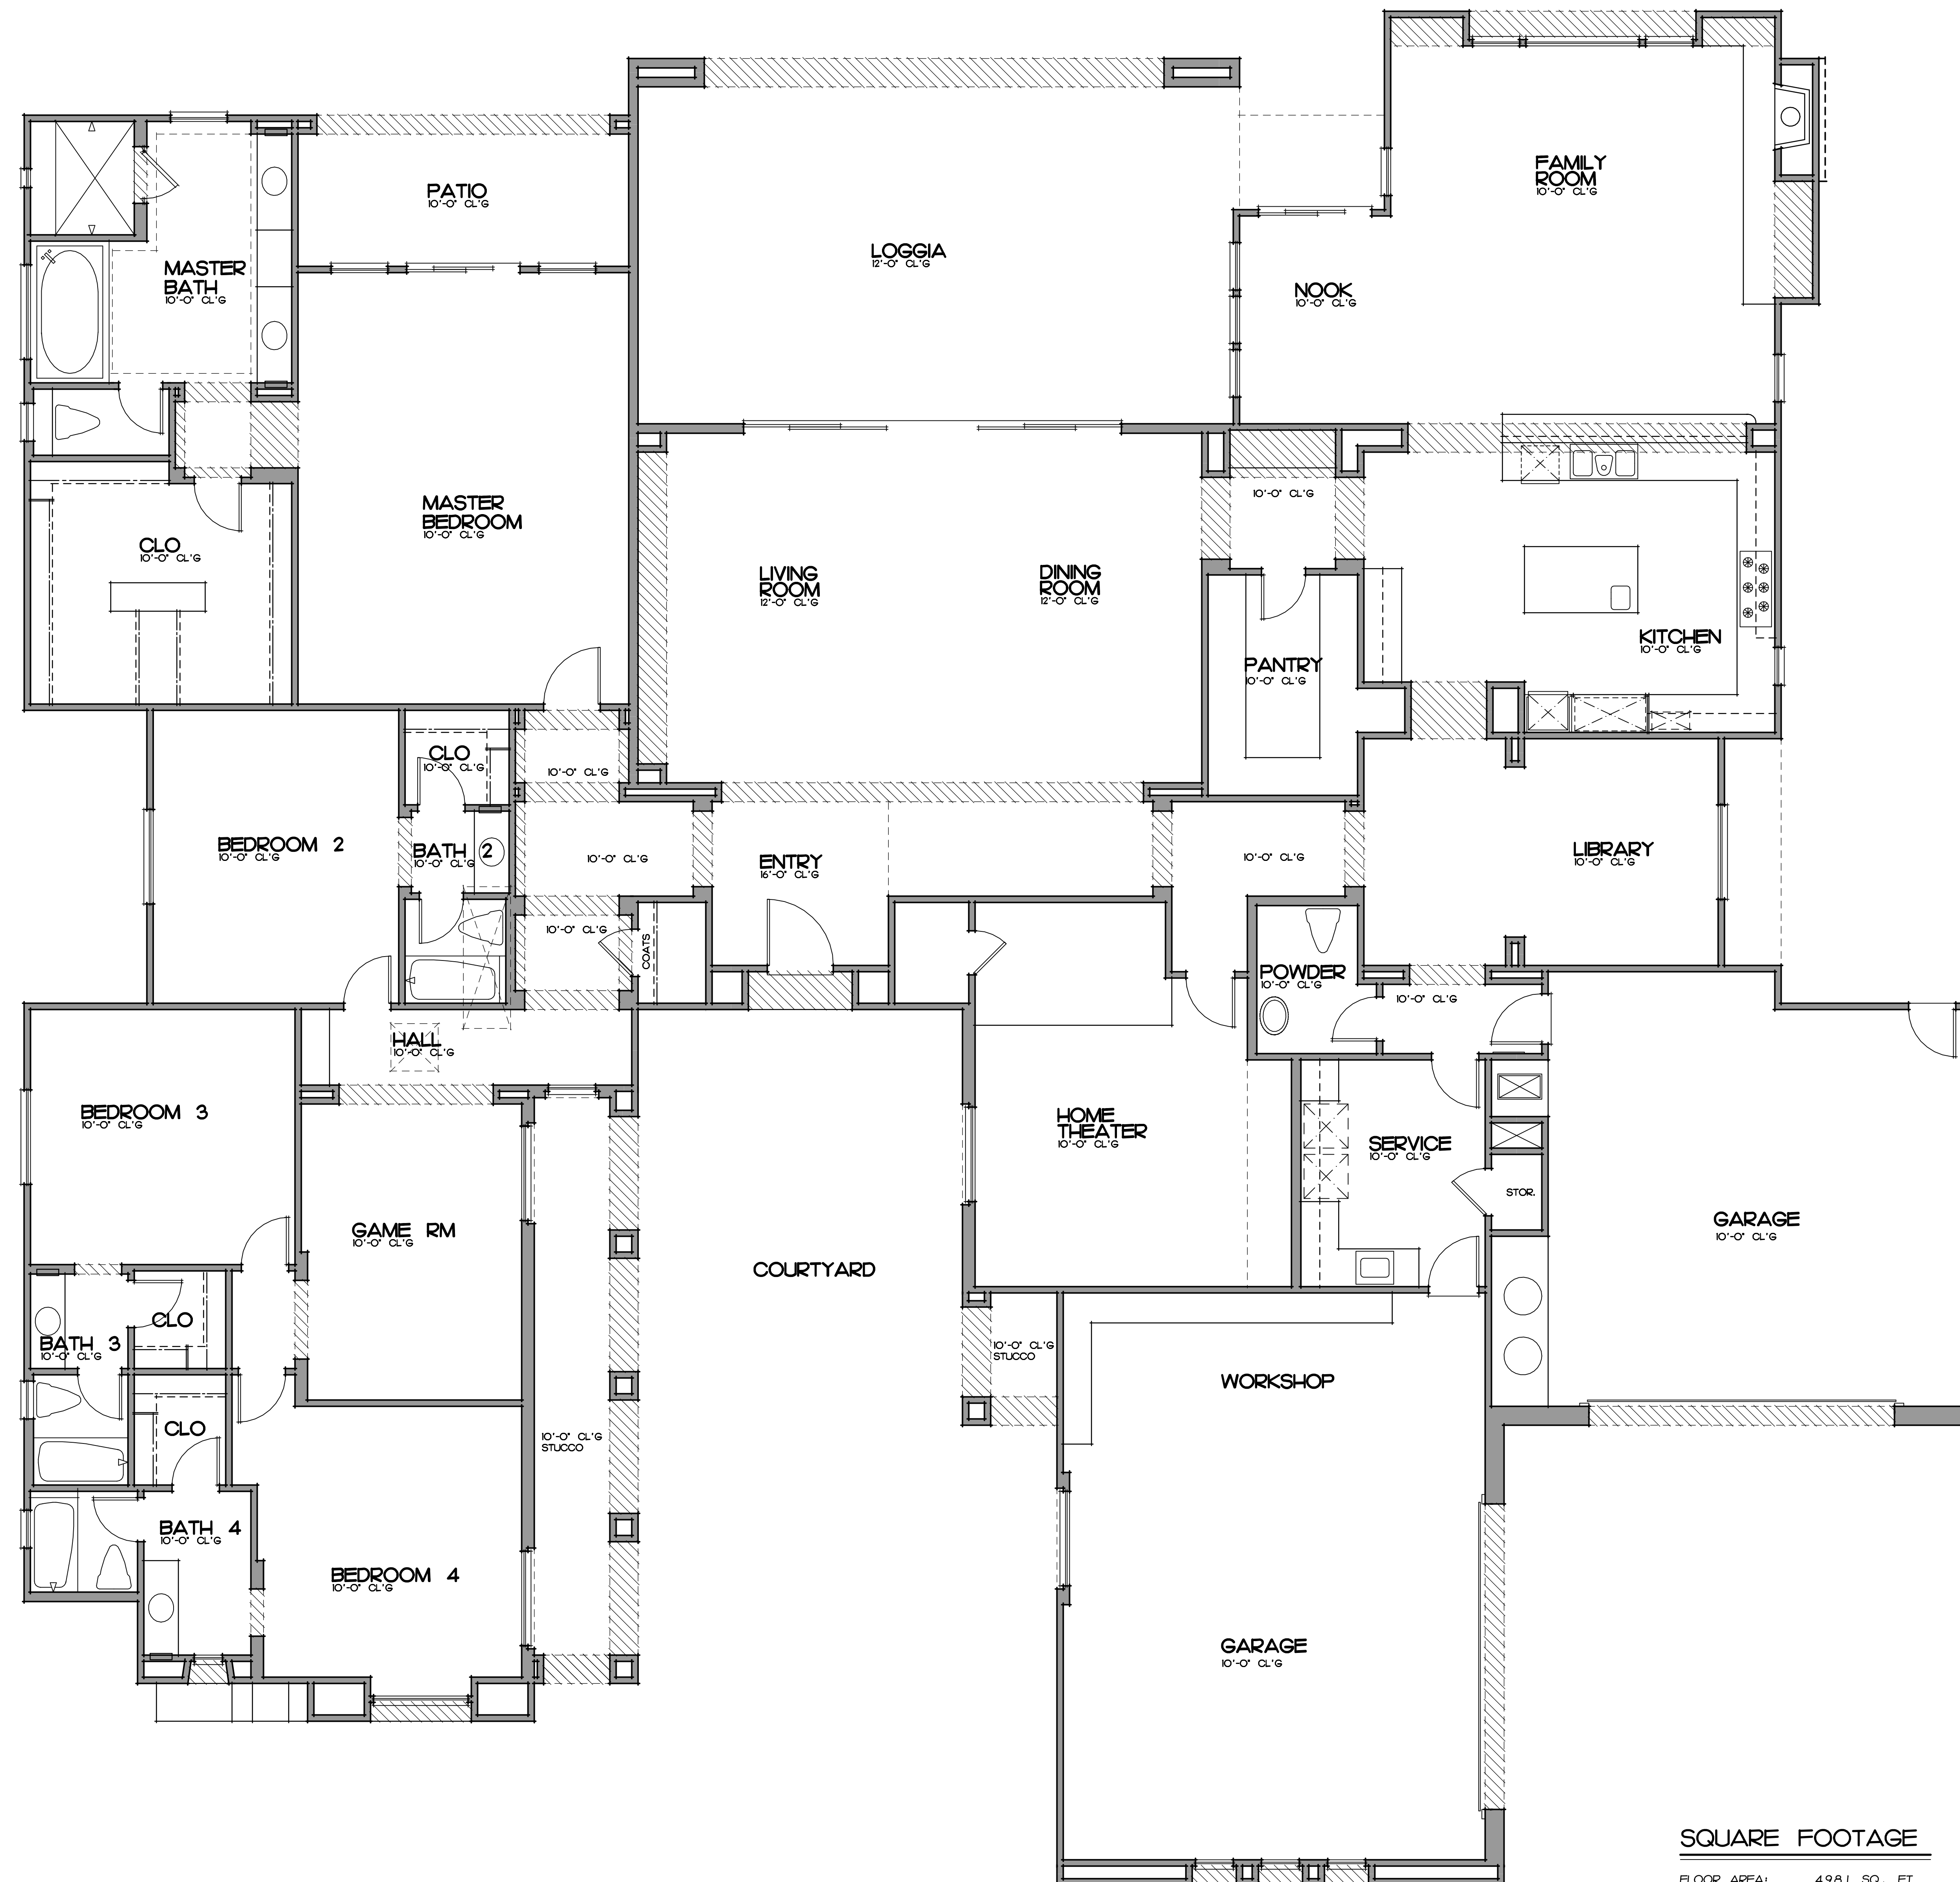 FAMILY
ROOM
10'-0" CL'G
PATIO
10'-0" CL'G
LOGGIA
12'-0" CL'G
MASTER
BATH
10'-0" CL'G
NOOK
10'-0" CL'G
MASTER
BEDROOM
10'-0" CL'G
10'-0" CL'G
CLO
10'-0" CL'G
LIVING
ROOM
12'-0" CL'G
DINING
ROOM
12'-0" CL'G
KITCHEN
10'-0" CL'G
PANTRY
10'-0" CL'G
CLO
10'-0" CL'G
10'-0" CL'G
BEDROOM 2
10'-0" CL'G
BATH 2
10'-0" CL'G
10'-0" CL'G
ENTRY
16'-0" CL'G
10'-0" CL'G
LIBRARY
10'-0" CL'G
10'-0" CL'G
COATS
POWDER
10'-0" CL'G
10'-0" CL'G
HALL
10'-0" CL'G
BEDROOM 3
10'-0" CL'G
HOME
THEATER
10'-0" CL'G
SERVICE
10'-0" CL'G
STOR.
GAME RM
10'-0" CL'G
GARAGE
10'-0" CL'G
COURTYARD
CLO
BATH 3
10'-0" CL'G
10'-0" CL'G
STUCCO
WORKSHOP
CLO
10'-0" CL'G
STUCCO
BATH 4
10'-0" CL'G
BEDROOM 4
10'-0" CL'G
GARAGE
10'-0" CL'G
SQUARE FOOTAGE
FLOOR AREA: 4981 SQ. FT.